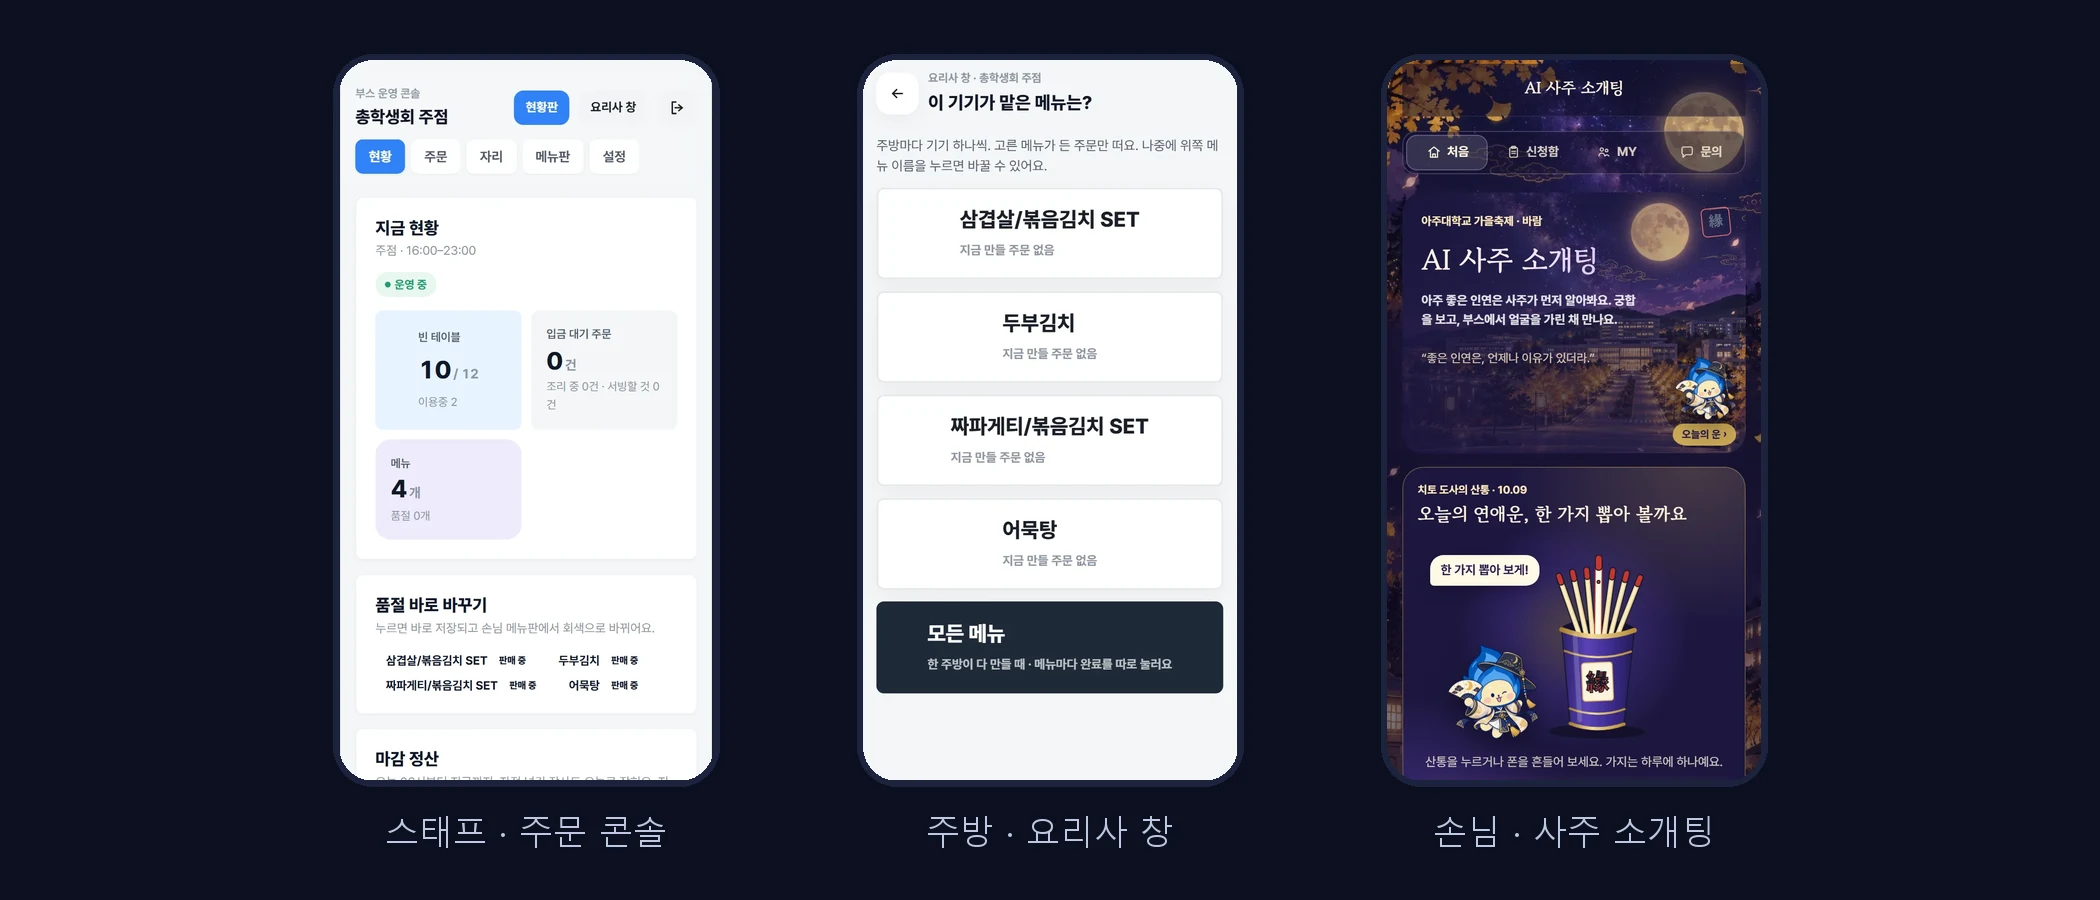 부스 운영 콘솔
총학생회 주점
현황판
요리사 창
현황
주문
자리
메뉴판
설정
지금 현황
주점 · 16:00–23:00
운영 중
빈 테이블
10 / 12
이용중 2
입금 대기 주문
0건
조리 중 0건 · 서빙할 것 0
건
메뉴
4개
품절 0개
품절 바로 바꾸기
누르면 바로 저장되고 손님 메뉴판에서 회색으로 바뀌어요.
삼겹살/볶음김치 SET 판매 중
두부김치 판매 중
짜파게티/볶음김치 SET 판매 중
어묵탕 판매 중
마감 정산
스태프 · 주문 콘솔
요리사 창 · 총학생회 주점
이 기기가 맡은 메뉴는?
주방마다 기기 하나씩. 고른 메뉴가 든 주문만 떠요. 나중에 위쪽 메
뉴 이름을 누르면 바꿀 수 있어요.
삼겹살/볶음김치 SET
지금 만들 주문 없음
두부김치
지금 만들 주문 없음
짜파게티/볶음김치 SET
지금 만들 주문 없음
어묵탕
지금 만들 주문 없음
모든 메뉴
한 주방이 다 만들 때 · 메뉴마다 완료를 따로 눌러요
주방 · 요리사 창
AI 사주 소개팅
처음
신청함
MY
문의
아주대학교 가을축제 · 바람
緣
AI 사주 소개팅
아주 좋은 인연은 사주가 먼저 알아봐요. 궁합
을 보고, 부스에서 얼굴을 가린 채 만나요.
“좋은 인연은, 언제나 이유가 있더라.”
오늘의 운 ›
치토 도사의 산통 · 10.09
오늘의 연애운, 한 가지 뽑아 볼까요
한 가지 뽑아 보게!
緣
산통을 누르거나 폰을 흔들어 보세요. 가지는 하루에 하나예요.
손님 · 사주 소개팅